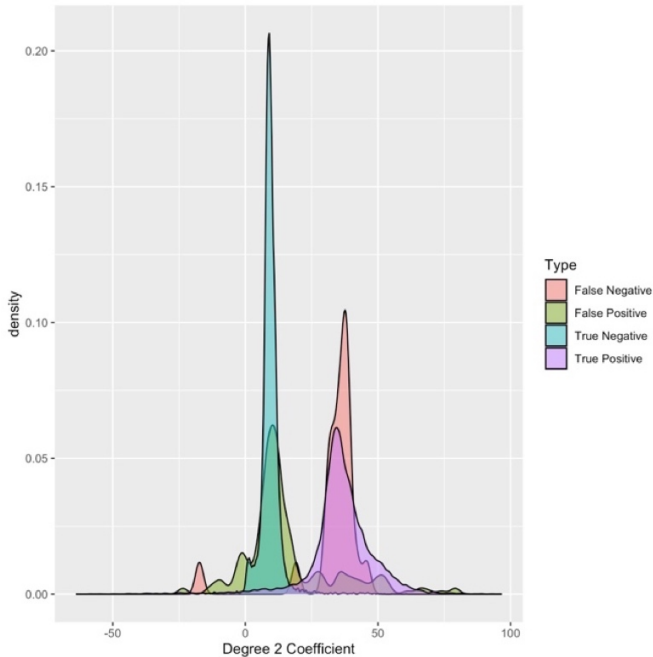 0.20
0.15
0.10
0.05
0.00
density
-50
0
50
100
Degree 2 Coefficient
Type
False Negative
False Positive
True Negative
True Positive